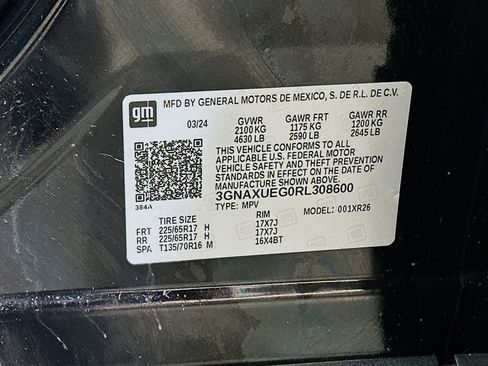 gm
MFD BY GENERAL MOTORS DE MEXICO, S. DE R.L. DE C.V.
03/24 GVWR GAWR FRT GAWR RR
2100 KG 1175 KG 1200 KG
4630 LB 2590 LB 2645 LB
THIS VEHICLE CONFORMS TO ALL
APPLICABLE U.S. FEDERAL MOTOR
VEHICLE SAFETY AND THEFT PREVENTION
STANDARDS IN EFFECT ON THE DATE OF
MANUFACTURE SHOWN ABOVE.
3GNAXUEG0RL308600
384A TYPE: MPV MODEL: 001XR26
TIRE SIZE RIM
FRT 225/65R17 H 17X7J
RR 225/65R17 H 17X7J
SPA T135/70R16 M 16X4BT